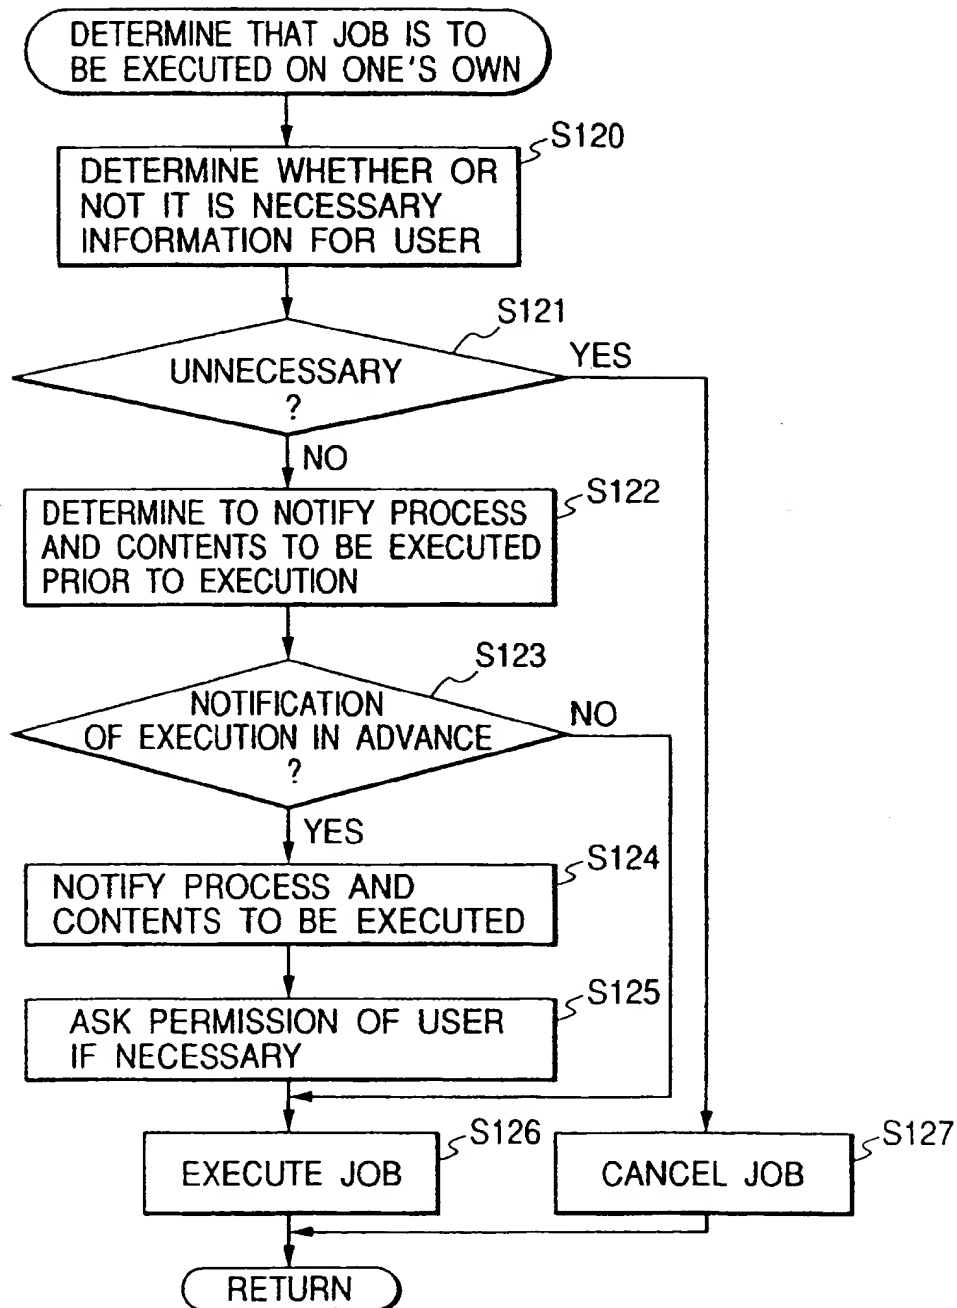 DETERMINE THAT JOB IS TO
BE EXECUTED ON ONE'S OWN
S120
DETERMINE WHETHER OR
NOT IT IS NECESSARY
INFORMATION FOR USER
S121
UNNECESSARY
?
YES
NO
S122
DETERMINE TO NOTIFY PROCESS
AND CONTENTS TO BE EXECUTED
PRIOR TO EXECUTION
S123
NOTIFICATION
OF EXECUTION IN ADVANCE
?
NO
YES
S124
NOTIFY PROCESS AND
CONTENTS TO BE EXECUTED
S125
ASK PERMISSION OF USER
IF NECESSARY
S126
EXECUTE JOB
S127
CANCEL JOB
RETURN